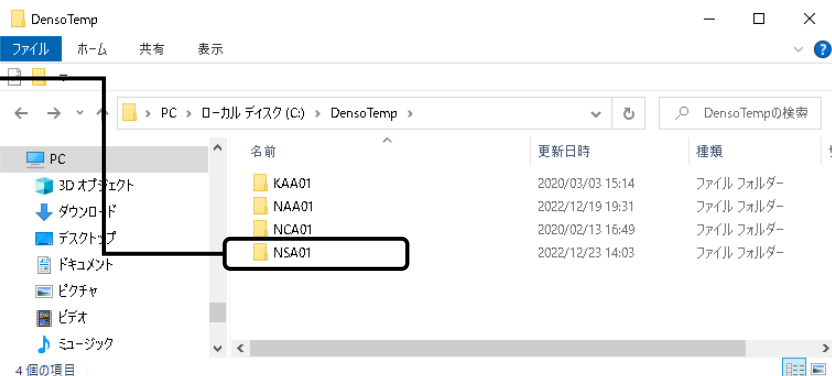 DensoTemp
ファイル ホーム 共有 表示
PC › ローカル ディスク (C:) › DensoTemp ›
DensoTempの検索
PC
3D オブジェクト
ダウンロード
デスクトップ
ドキュメント
ピクチャ
ビデオ
ミュージック
名前 更新日時 種類
KAA01 2020/03/03 15:14 ファイル フォルダー
NAA01 2022/12/19 19:31 ファイル フォルダー
NCA01 2020/02/13 16:49 ファイル フォルダー
NSA01 2022/12/23 14:03 ファイル フォルダー
4 個の項目